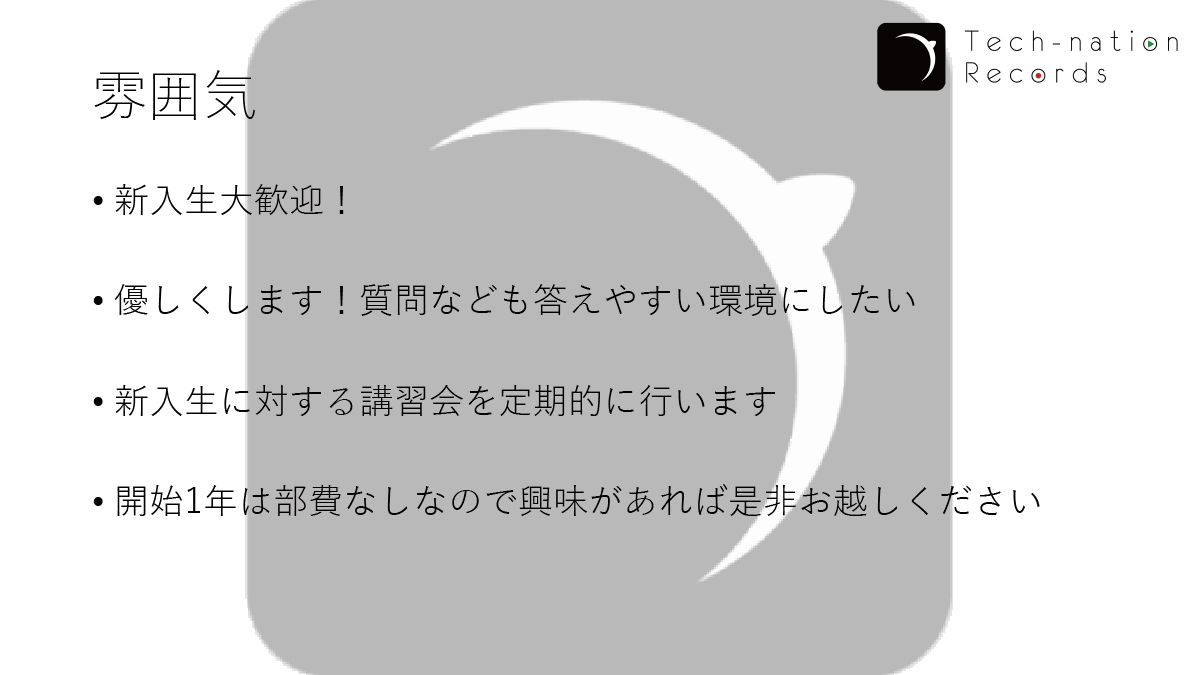 Tech-nation
Records
雰囲気
• 新入生大歓迎！
• 優しくします！質問なども答えやすい環境にしたい
• 新入生に対する講習会を定期的に行います
• 開始1年は部費なしなので興味があれば是非お越しください